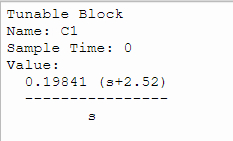 Tunable Block
Name: C1
Sample Time: 0
Value:
0.19841 (s+2.52)
----------------
s